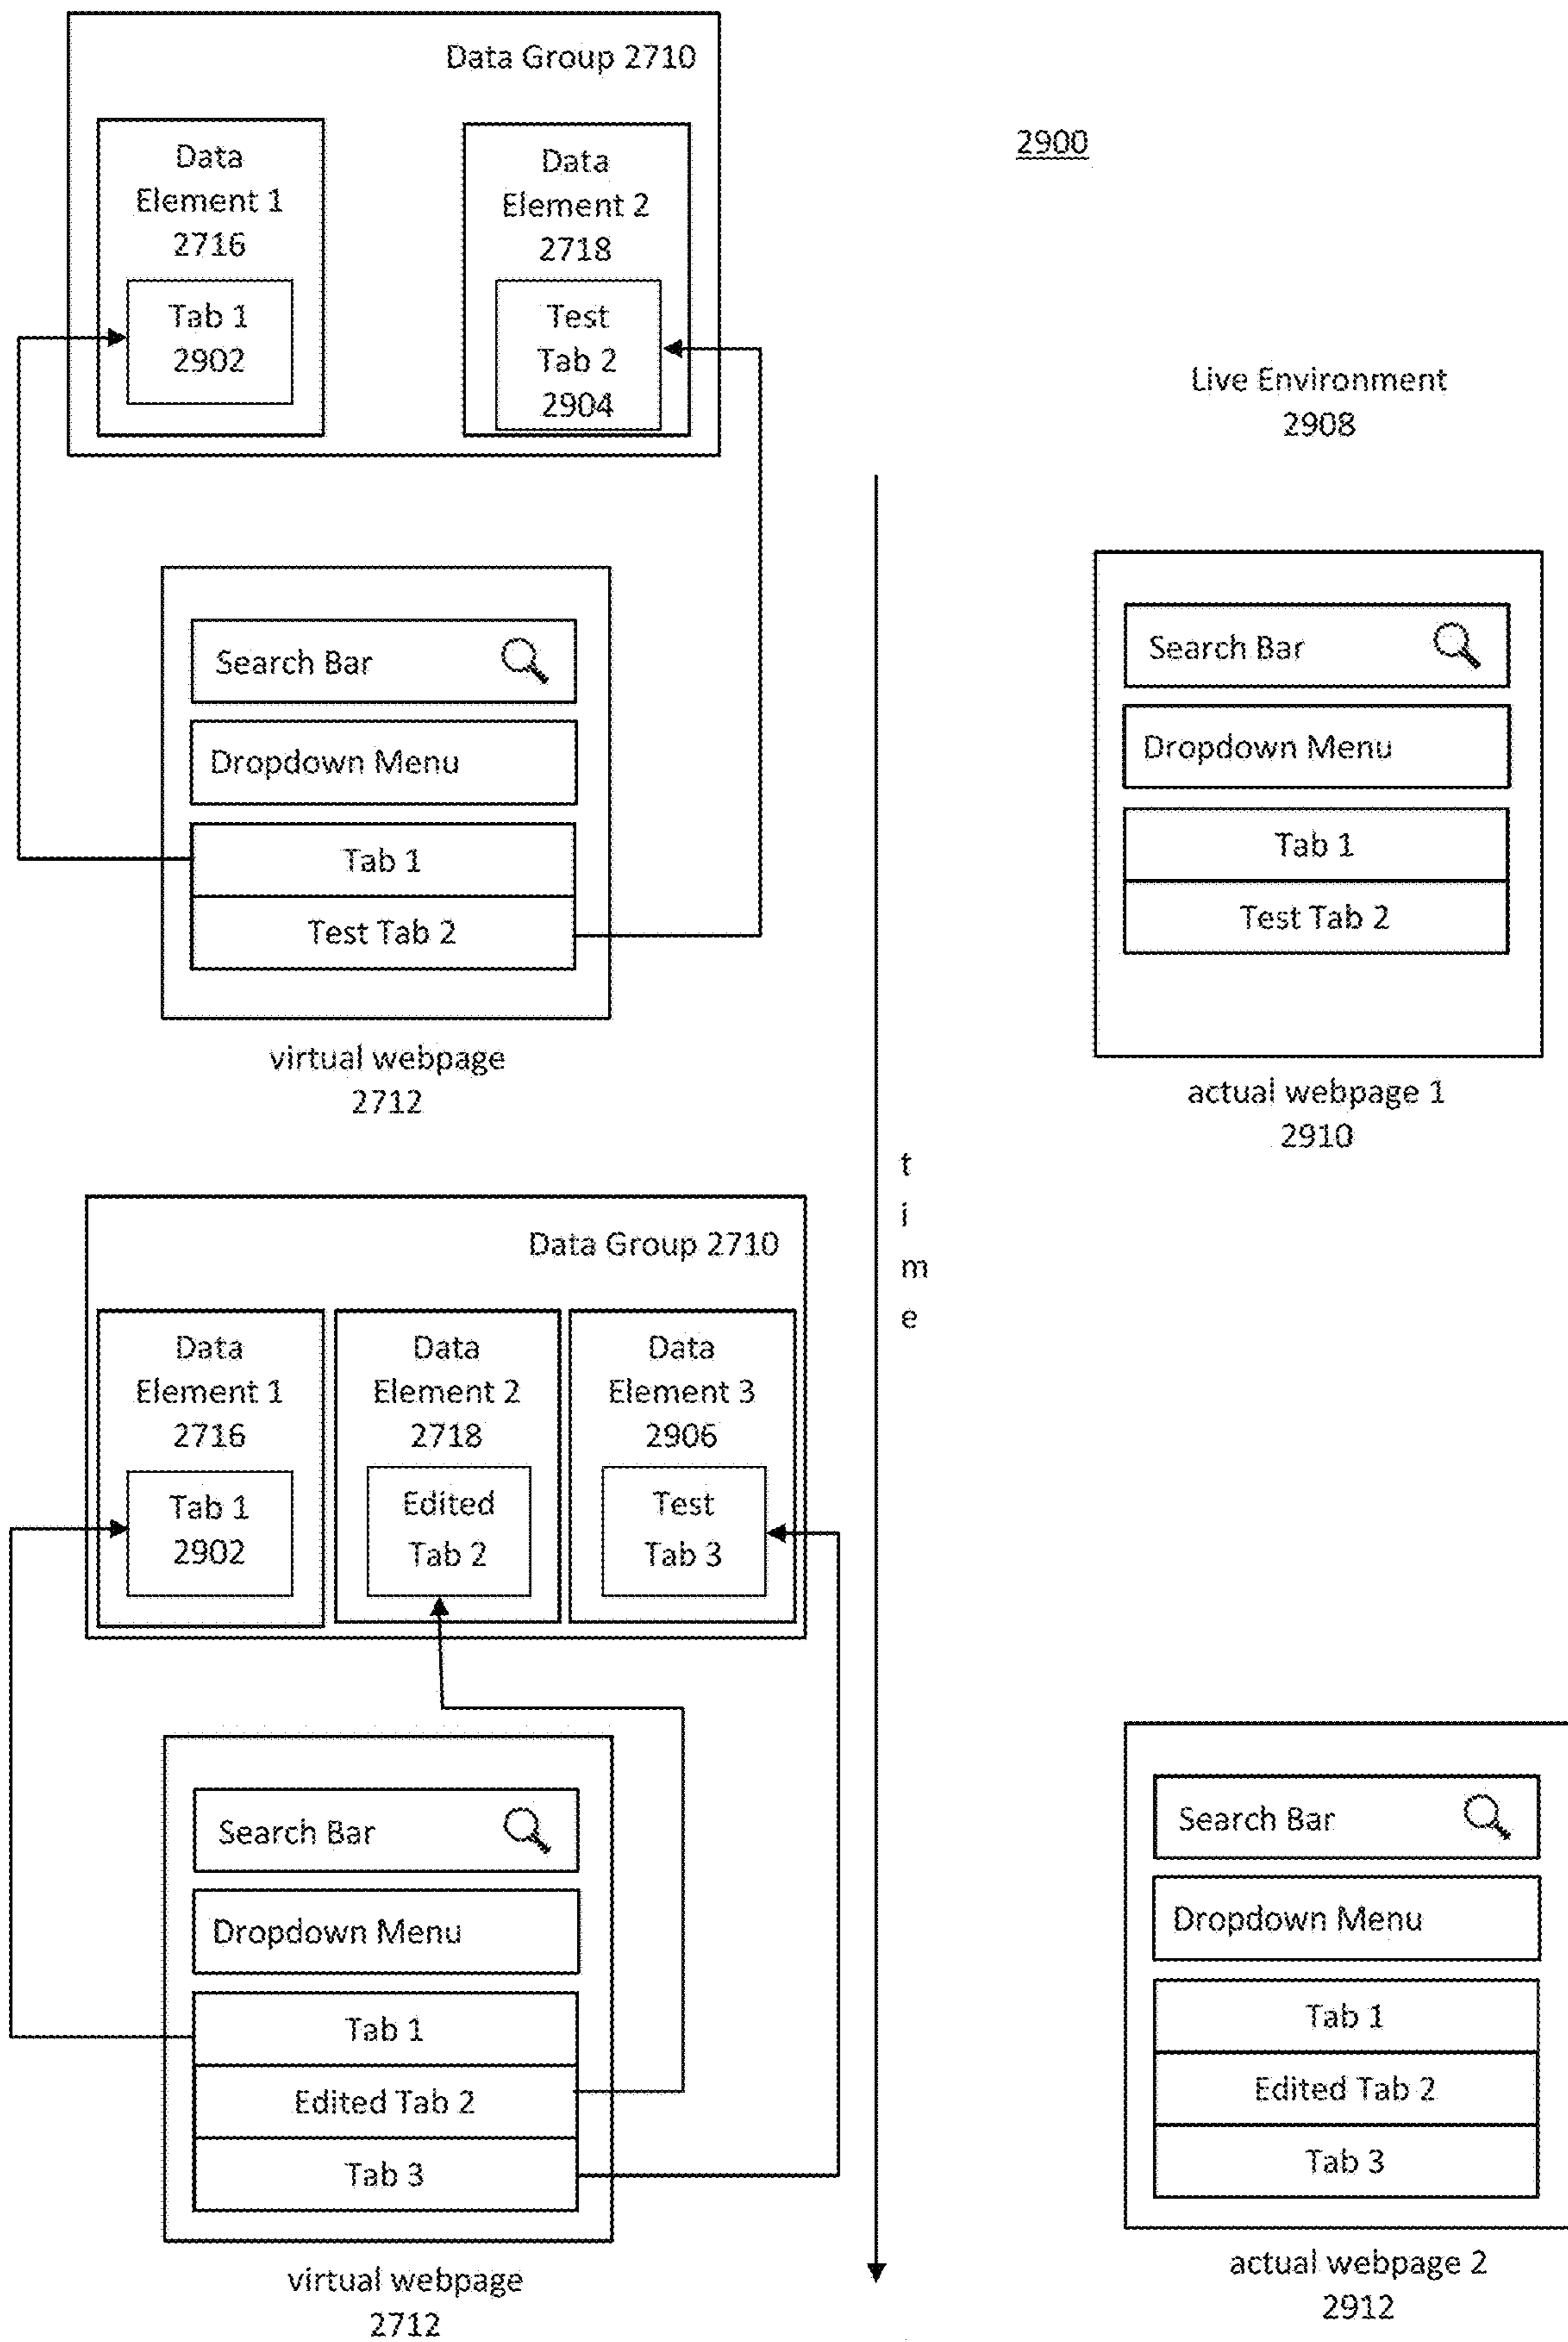 Data Group 2710
Data
Element 1
2716
Tab 1
2902
Data
Element 2
2718
Test
Tab 2
2904
2900
Live Environment
2908
Search Bar
Dropdown Menu
Tab 1
Test Tab 2
virtual webpage
2712
Search Bar
Dropdown Menu
Tab 1
Test Tab 2
actual webpage 1
2910
t
i
m
e
Data Group 2710
Data
Element 1
2716
Tab 1
2902
Data
Element 2
2718
Edited
Tab 2
Data
Element 3
2906
Test
Tab 3
Search Bar
Dropdown Menu
Tab 1
Edited Tab 2
Tab 3
virtual webpage
2712
Search Bar
Dropdown Menu
Tab 1
Edited Tab 2
Tab 3
actual webpage 2
2912